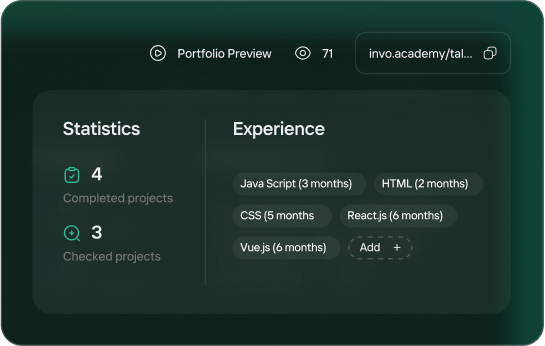 Portfolio Preview 71 invo.academy/tal...
Statistics
4
Completed projects
3
Checked projects
Experience
Java Script (3 months) HTML (2 months)
CSS (5 months React.js (6 months)
Vue.js (6 months) Add +